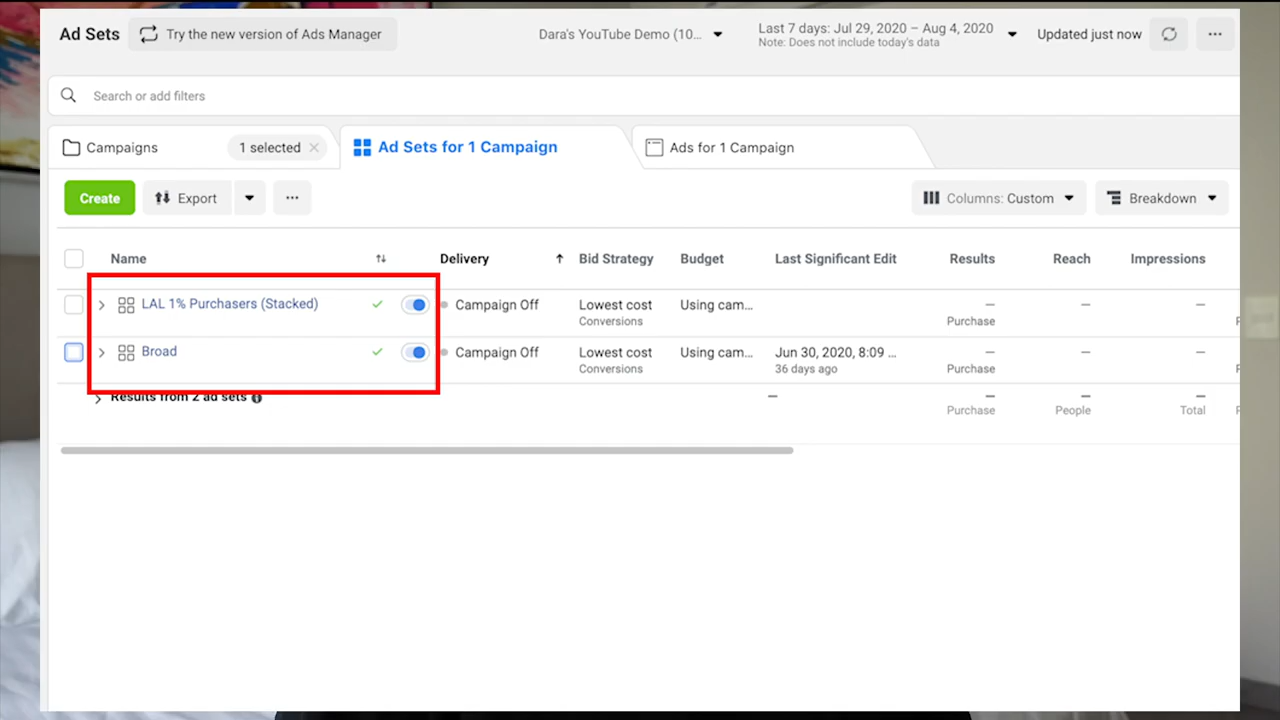 Ad Sets
Try the new version of Ads Manager
Dara's YouTube Demo (10...
Last 7 days: Jul 29, 2020 – Aug 4, 2020
Note: Does not include today's data
Updated just now
Search or add filters
Campaigns
1 selected
Ad Sets for 1 Campaign
Ads for 1 Campaign
Create
Export
Columns: Custom
Breakdown
Name
Delivery
Bid Strategy
Budget
Last Significant Edit
Results
Reach
Impressions
LAL 1% Purchasers (Stacked)
Campaign Off
Lowest cost
Conversions
Using cam...
—
Purchase
—
—
Broad
Campaign Off
Lowest cost
Conversions
Using cam...
Jun 30, 2020, 8:09 ...
36 days ago
—
Purchase
—
—
Results from 2 ad sets
—
—
Purchase
—
People
—
Total